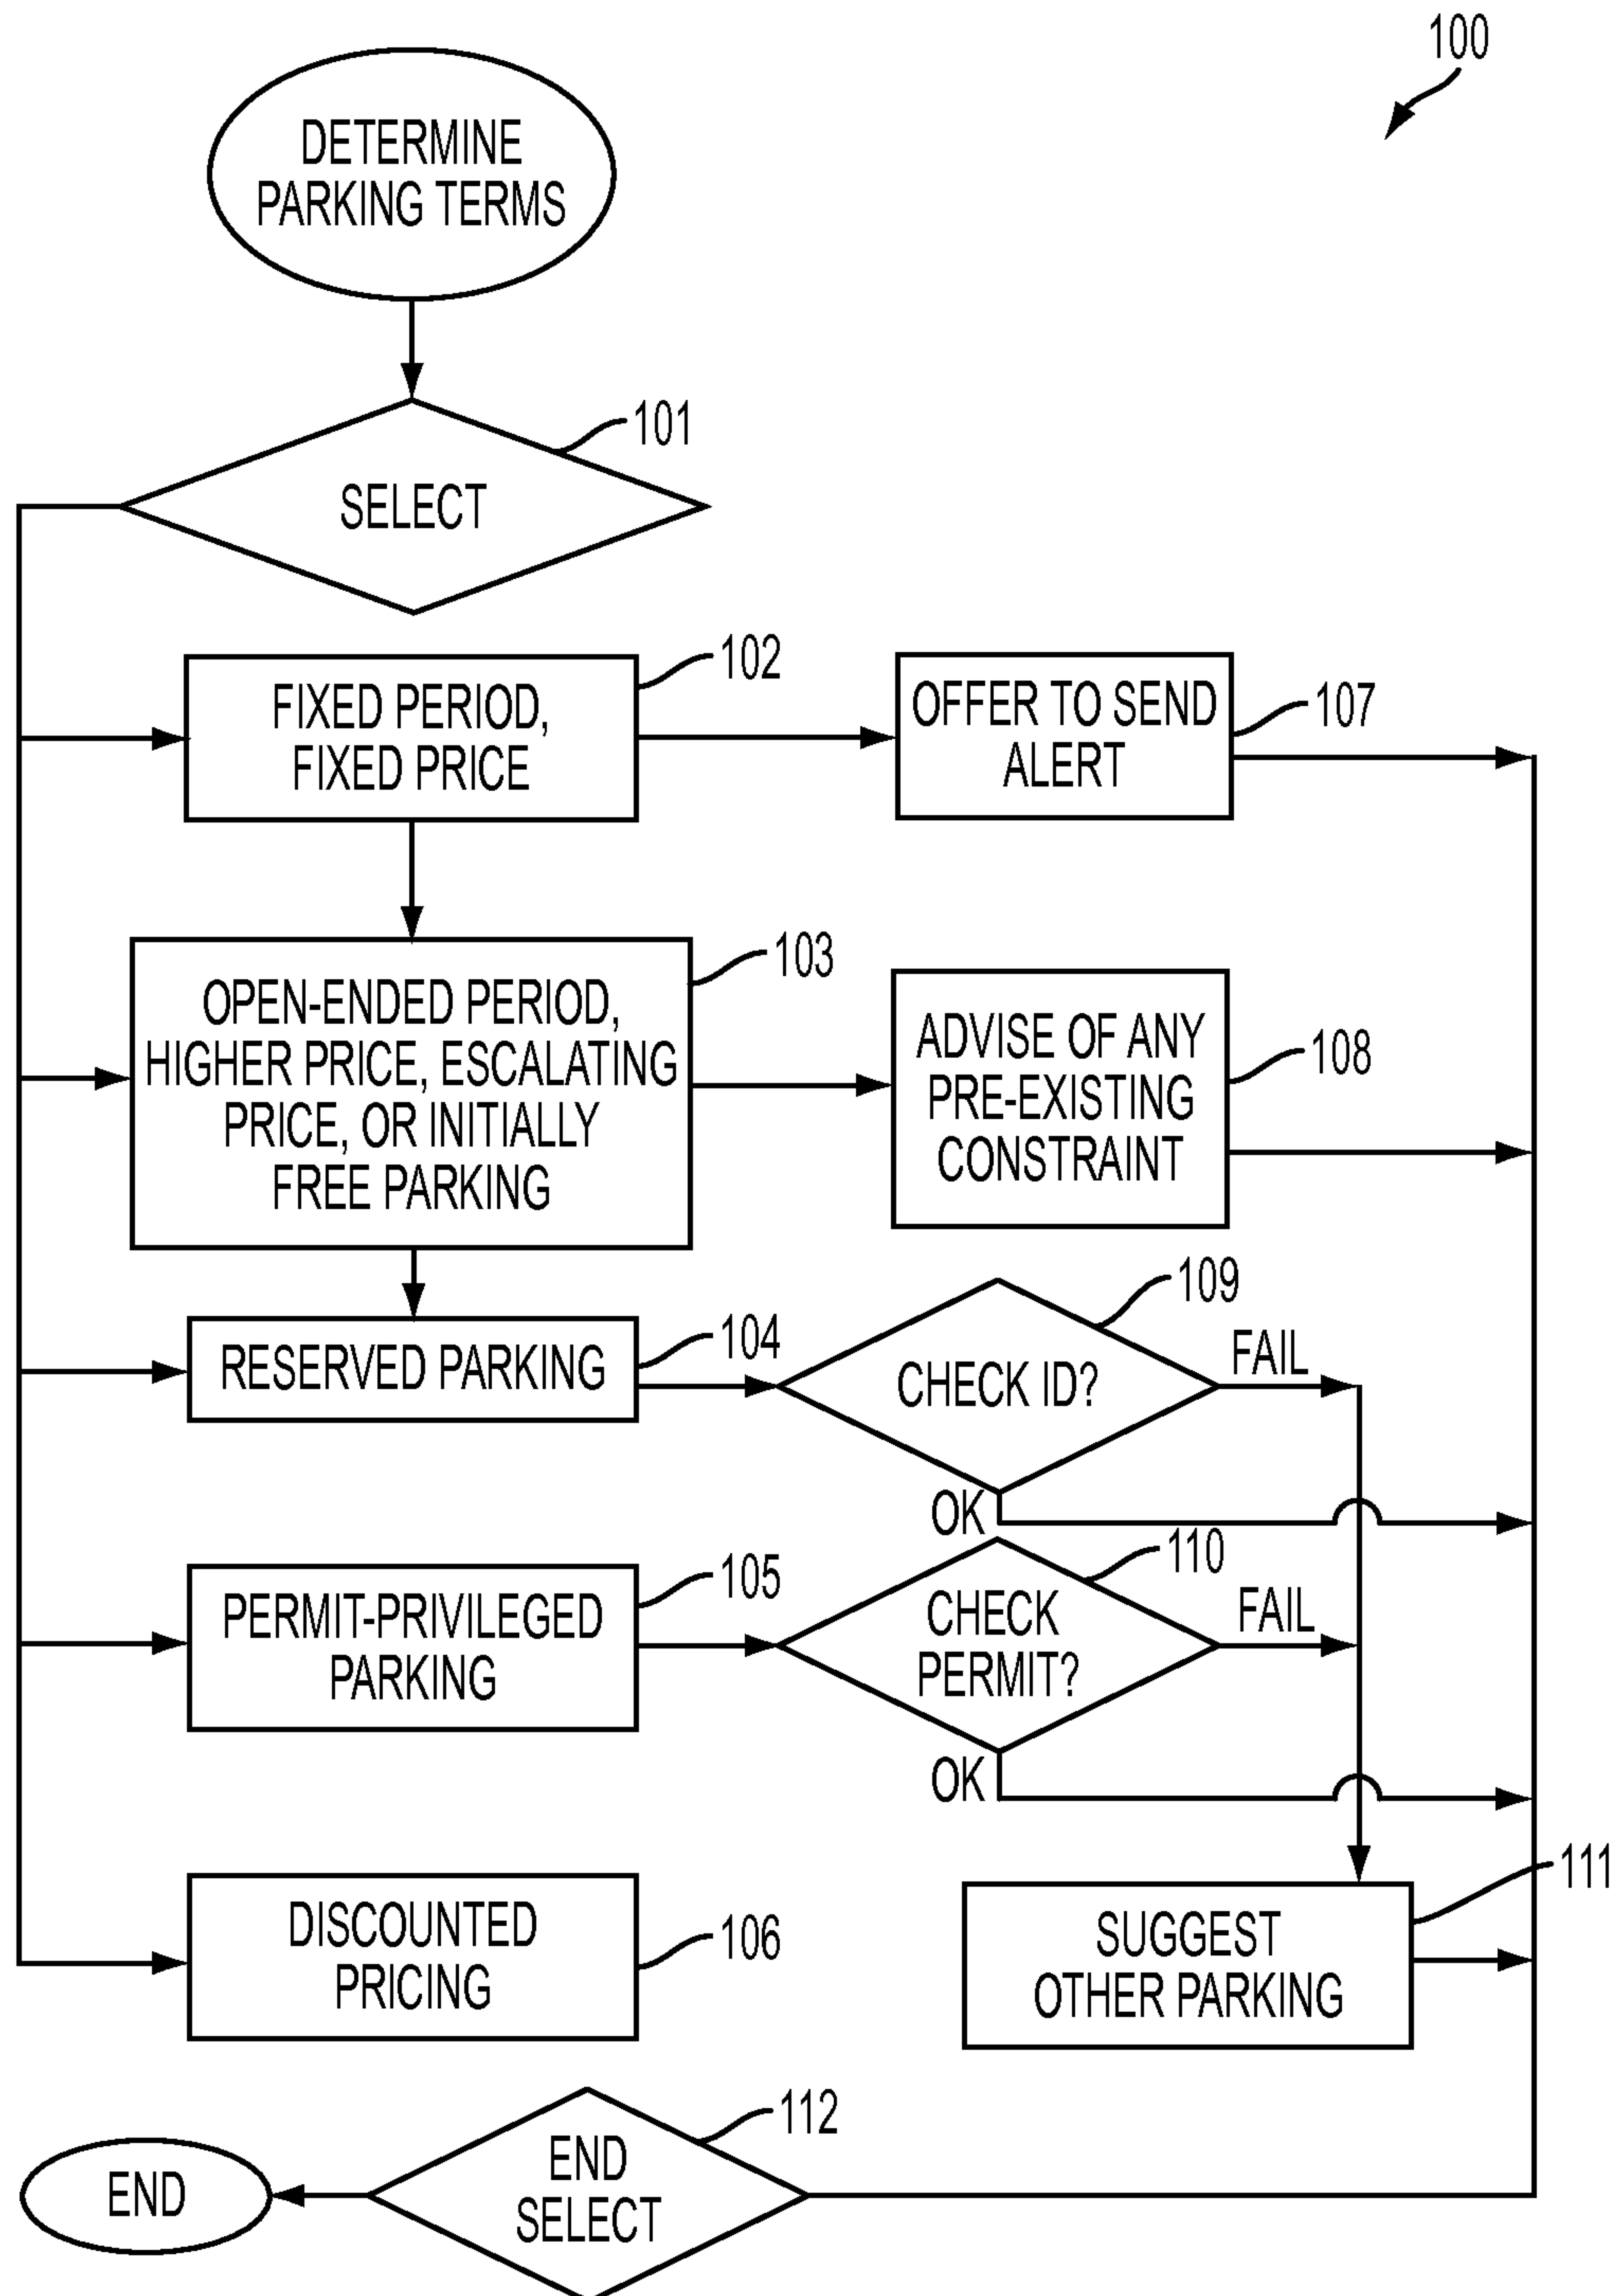 100
DETERMINE
PARKING TERMS
101
SELECT
102
FIXED PERIOD,
FIXED PRICE
OFFER TO SEND
ALERT
107
103
OPEN-ENDED PERIOD,
HIGHER PRICE, ESCALATING
PRICE, OR INITIALLY
FREE PARKING
ADVISE OF ANY
PRE-EXISTING
CONSTRAINT
108
104
RESERVED PARKING
109
CHECK ID?
FAIL
OK
105
PERMIT-PRIVILEGED
PARKING
110
CHECK
PERMIT?
FAIL
OK
106
DISCOUNTED
PRICING
111
SUGGEST
OTHER PARKING
112
END
SELECT
END